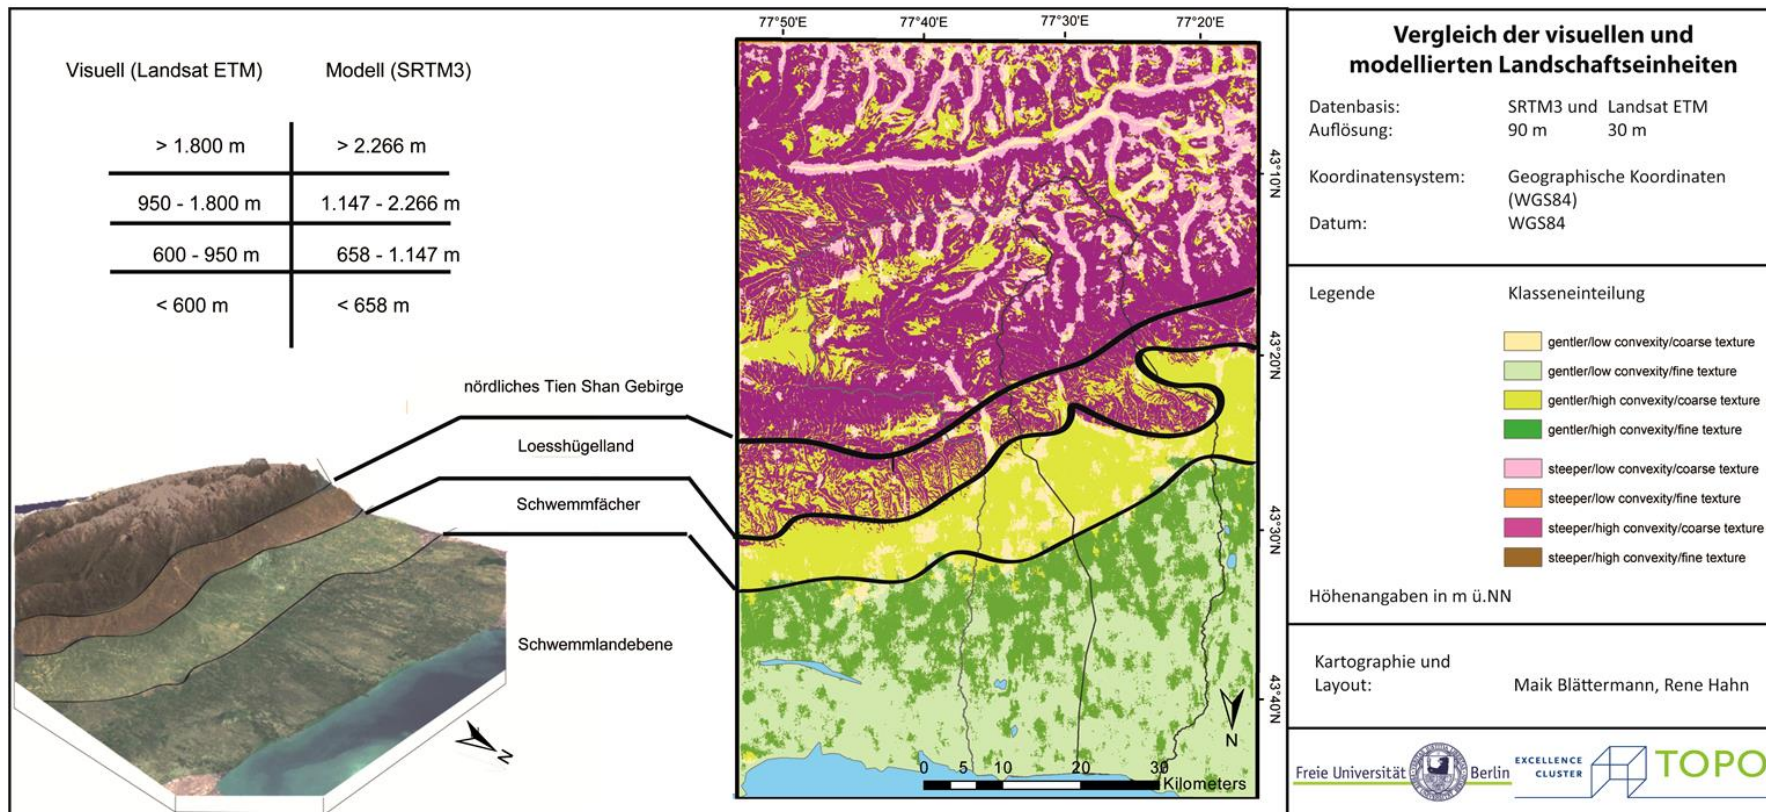 Visuell (Landsat ETM)
Modell (SRTM3)
> 1.800 m
> 2.266 m
950 - 1.800 m
1.147 - 2.266 m
600 - 950 m
658 - 1.147 m
< 600 m
< 658 m
nördliches Tien Shan Gebirge
Loesshügelland
Schwemmfächer
Schwemmlandebene
N
77°50'E
77°40'E
77°30'E
77°20'E
43°10'N
43°20'N
43°30'N
43°40'N
N
0 5 10 20 30
Kilometers
Vergleich der visuellen und
modellierten Landschaftseinheiten
Datenbasis: SRTM3 und Landsat ETM
Auflösung: 90 m 30 m
Koordinatensystem: Geographische Koordinaten
(WGS84)
Datum: WGS84
Legende Klasseneinteilung
gentler/low convexity/coarse texture
gentler/low convexity/fine texture
gentler/high convexity/coarse texture
gentler/high convexity/fine texture
steeper/low convexity/coarse texture
steeper/low convexity/fine texture
steeper/high convexity/coarse texture
steeper/high convexity/fine texture
Höhenangaben in m ü.NN
Kartographie und
Layout: Maik Blättermann, Rene Hahn
Freie Universität Berlin
EXCELLENCE
CLUSTER
TOPO